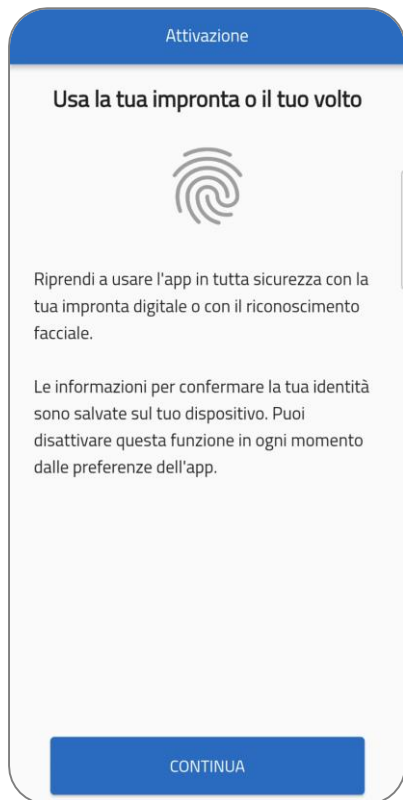 Attivazione
Usa la tua impronta o il tuo volto
Riprendi a usare l'app in tutta sicurezza con la
tua impronta digitale o con il riconoscimento
facciale.
Le informazioni per confermare la tua identità
sono salvate sul tuo dispositivo. Puoi
disattivare questa funzione in ogni momento
dalle preferenze dell'app.
CONTINUA